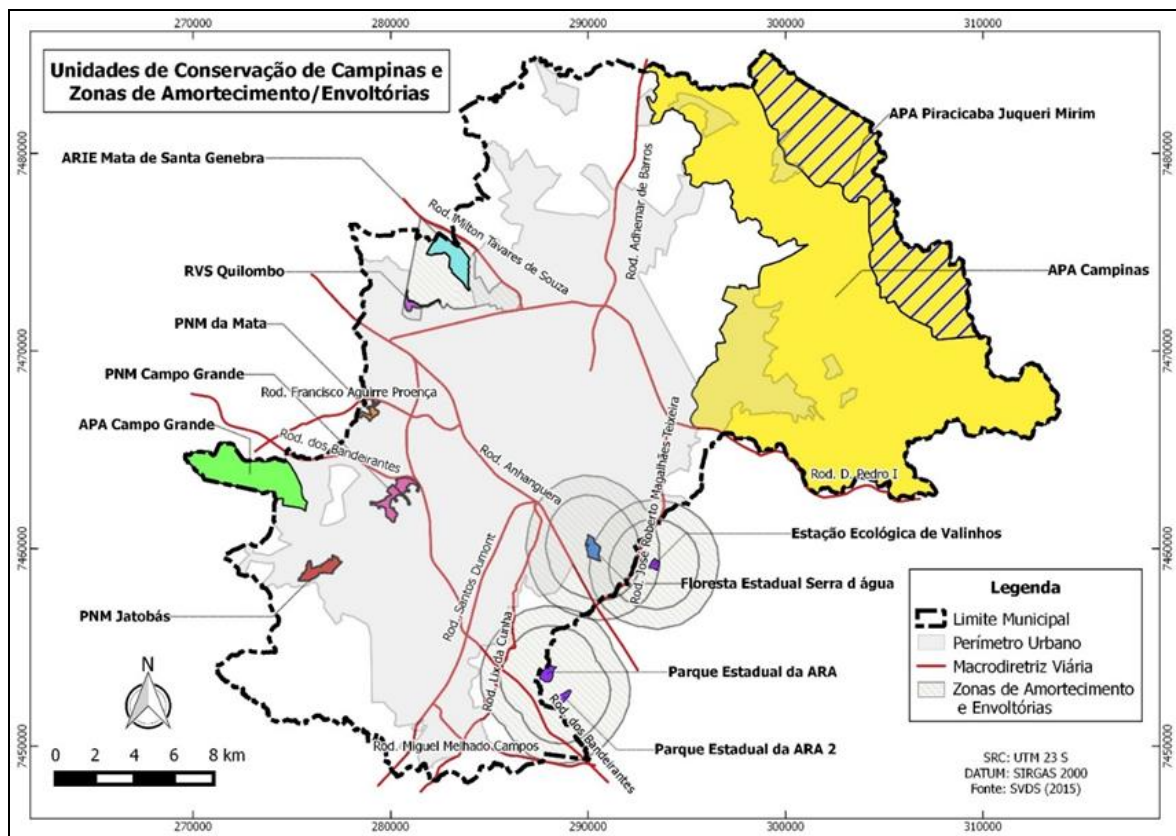 270000
280000
290000
300000
310000
Unidades de Conservação de Campinas e
Zonas de Amortecimento/Envoltórias
APA Piracicaba Juqueri Mirim
7480000
7480000
ARIE Mata de Santa Genebra
Rod. Adhemar de Barros
Rod. Milton Tavares de Souza
RVS Quilombo
APA Campinas
PNM da Mata
7470000
7470000
PNM Campo Grande
Rod. Francisco Aguirre Proença
APA Campo Grande
Rod. dos Bandeirantes
Rod. Anhanguera
Rod. José Roberto Magalhães-Teixeira
Rod. D. Pedro I
Estação Ecológica de Valinhos
7460000
7460000
Floresta Estadual Serra d água
Rod. Santos Dumont
Legenda
Limite Municipal
Perímetro Urbano
Macrodiretriz Viária
Zonas de Amortecimento
e Envoltórias
PNM Jatobás
Rod. Lix da Cunha
Parque Estadual da ARA
N
Rod. dos Bandeirantes
Parque Estadual da ARA 2
Rod. Miguel Melhado Campos
7450000
7450000
0 2 4 6 8 km
SRC: UTM 23 S
DATUM: SIRGAS 2000
Fonte: SVDS (2015)
270000
280000
290000
300000
310000